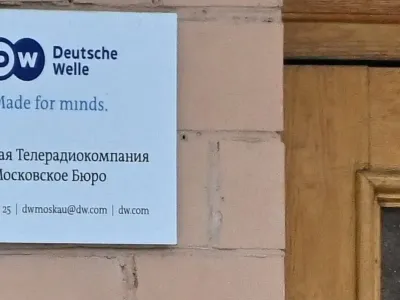 DW Deutsche
Welle
Made for minds.
ая Телерадиокомпания
Московское Бюро
25 | dwmoskau@dw.com | dw.com